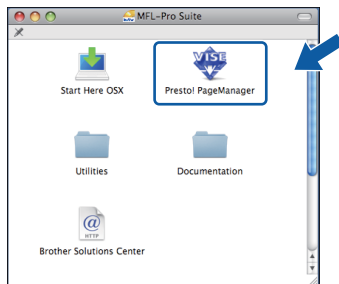 MFL-Pro Suite
VISE
Start Here OSX
Presto! PageManager
Utilities
Documentation
@
HTTP
Brother Solutions Center